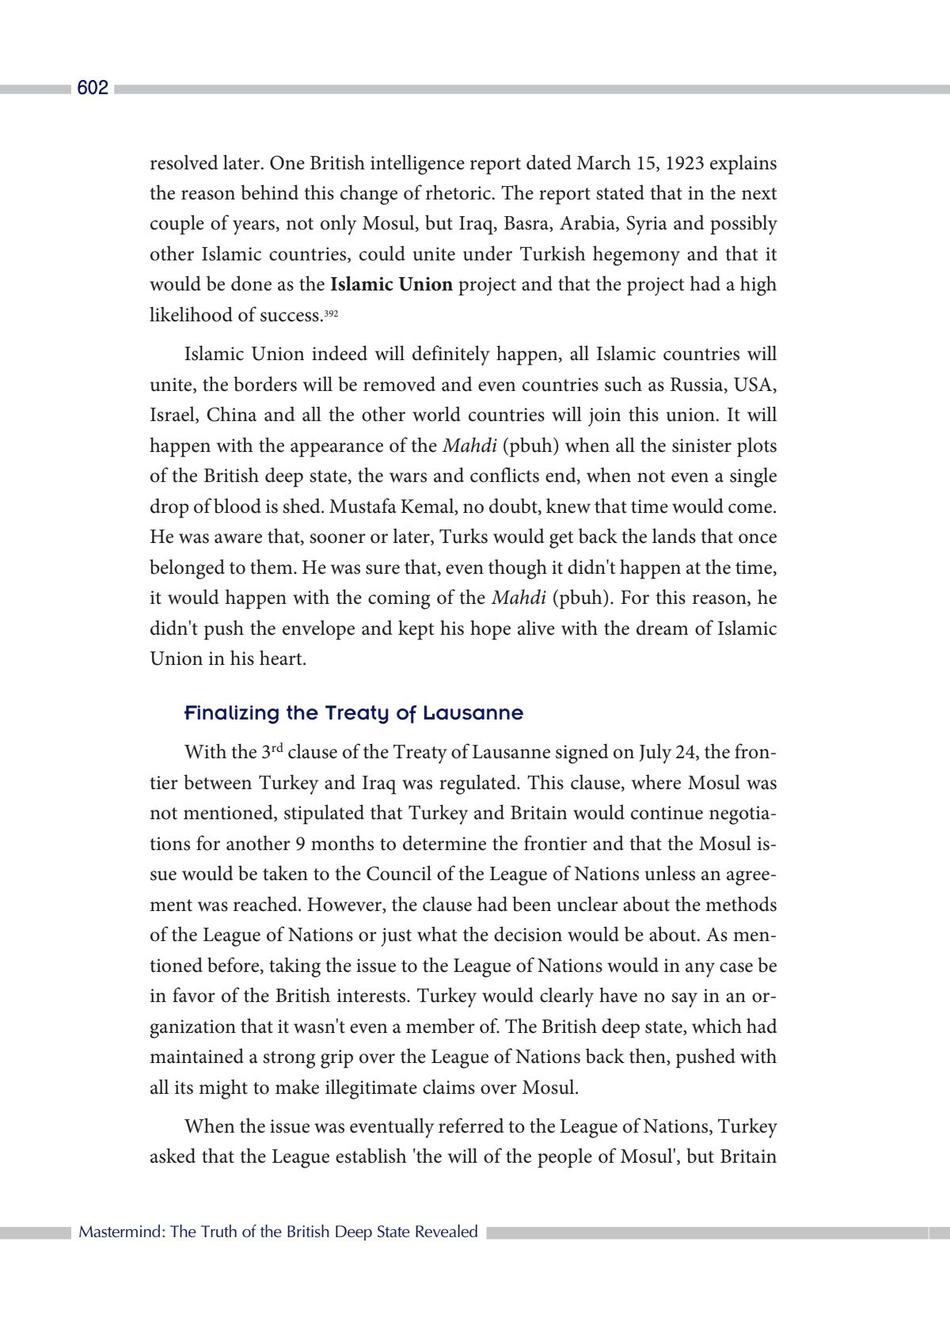 602
resolved later. One British intelligence report dated March 15, 1923 explains
the reason behind this change of rhetoric. The report stated that in the next
couple of years, not only Mosul, but Iraq, Basra, Arabia, Syria and possibly
other Islamic countries, could unite under Turkish hegemony and that it
would be done as the Islamic Union project and that the project had a high
likelihood of success.392
Islamic Union indeed will definitely happen, all Islamic countries will
unite, the borders will be removed and even countries such as Russia, USA,
Israel, China and all the other world countries will join this union. It will
happen with the appearance of the Mahdi (pbuh) when all the sinister plots
of the British deep state, the wars and conflicts end, when not even a single
drop of blood is shed. Mustafa Kemal, no doubt, knew that time would come.
He was aware that, sooner or later, Turks would get back the lands that once
belonged to them. He was sure that, even though it didn't happen at the time,
it would happen with the coming of the Mahdi (pbuh). For this reason, he
didn't push the envelope and kept his hope alive with the dream of Islamic
Union in his heart.
Finalizing the Treaty of Lausanne
With the 3rd clause of the Treaty of Lausanne signed on July 24, the fron-
tier between Turkey and Iraq was regulated. This clause, where Mosul was
not mentioned, stipulated that Turkey and Britain would continue negotia-
tions for another 9 months to determine the frontier and that the Mosul is-
sue would be taken to the Council of the League of Nations unless an agree-
ment was reached. However, the clause had been unclear about the methods
of the League of Nations or just what the decision would be about. As men-
tioned before, taking the issue to the League of Nations would in any case be
in favor of the British interests. Turkey would clearly have no say in an or-
ganization that it wasn't even a member of. The British deep state, which had
maintained a strong grip over the League of Nations back then, pushed with
all its might to make illegitimate claims over Mosul.
When the issue was eventually referred to the League of Nations, Turkey
asked that the League establish 'the will of the people of Mosul', but Britain
Mastermind: The Truth of the British Deep State Revealed